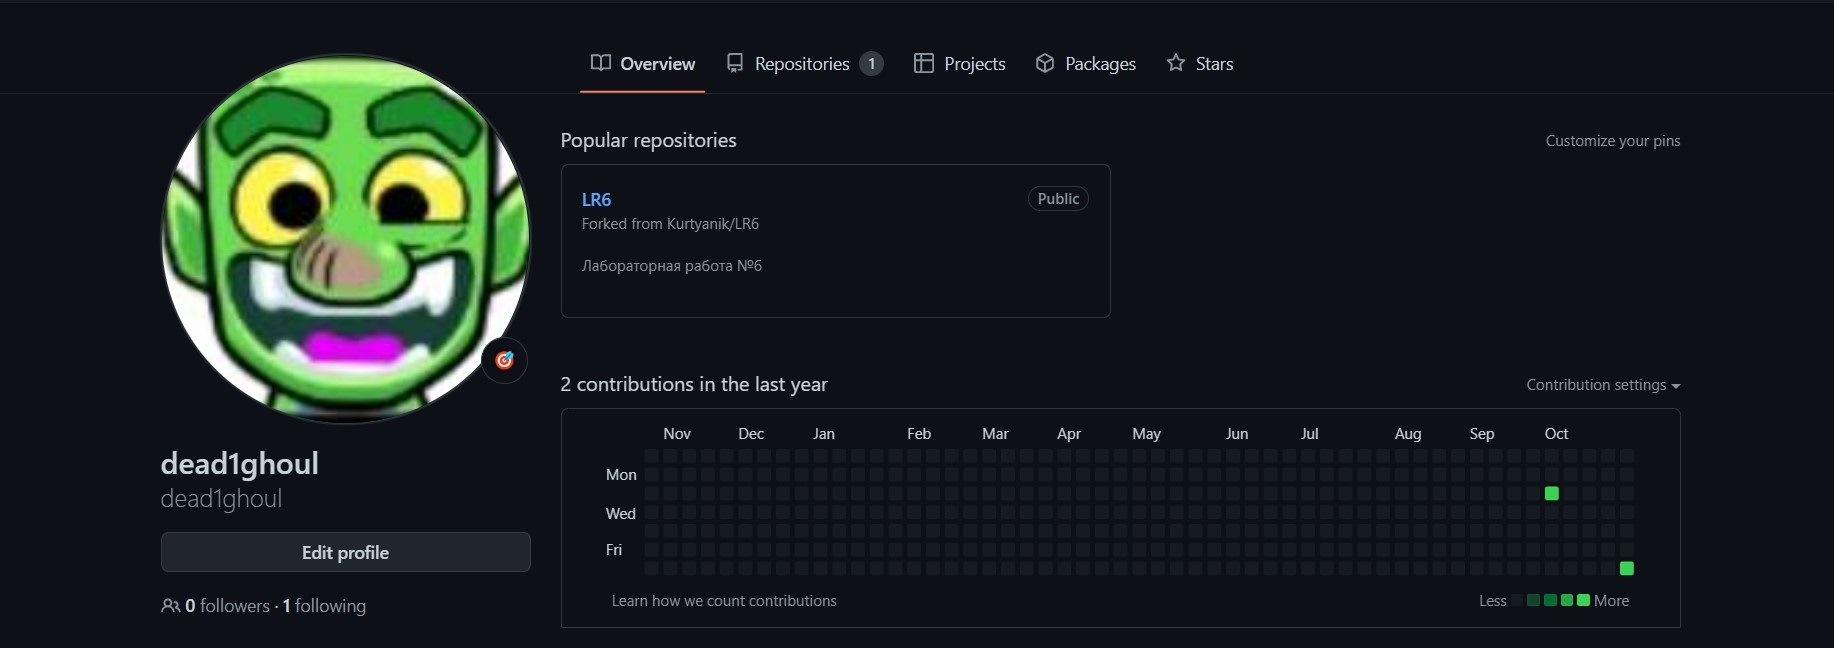 Overview Repositories 1 Projects Packages Stars
Popular repositories
Customize your pins
LR6
Public
Forked from Kurtyanik/LR6
Лабораторная работа №6
2 contributions in the last year
Contribution settings
Nov Dec Jan Feb Mar Apr May Jun Jul Aug Sep Oct
Mon
Wed
Fri
Learn how we count contributions
Less More
dead1ghoul
dead1ghoul
Edit profile
0 followers · 1 following